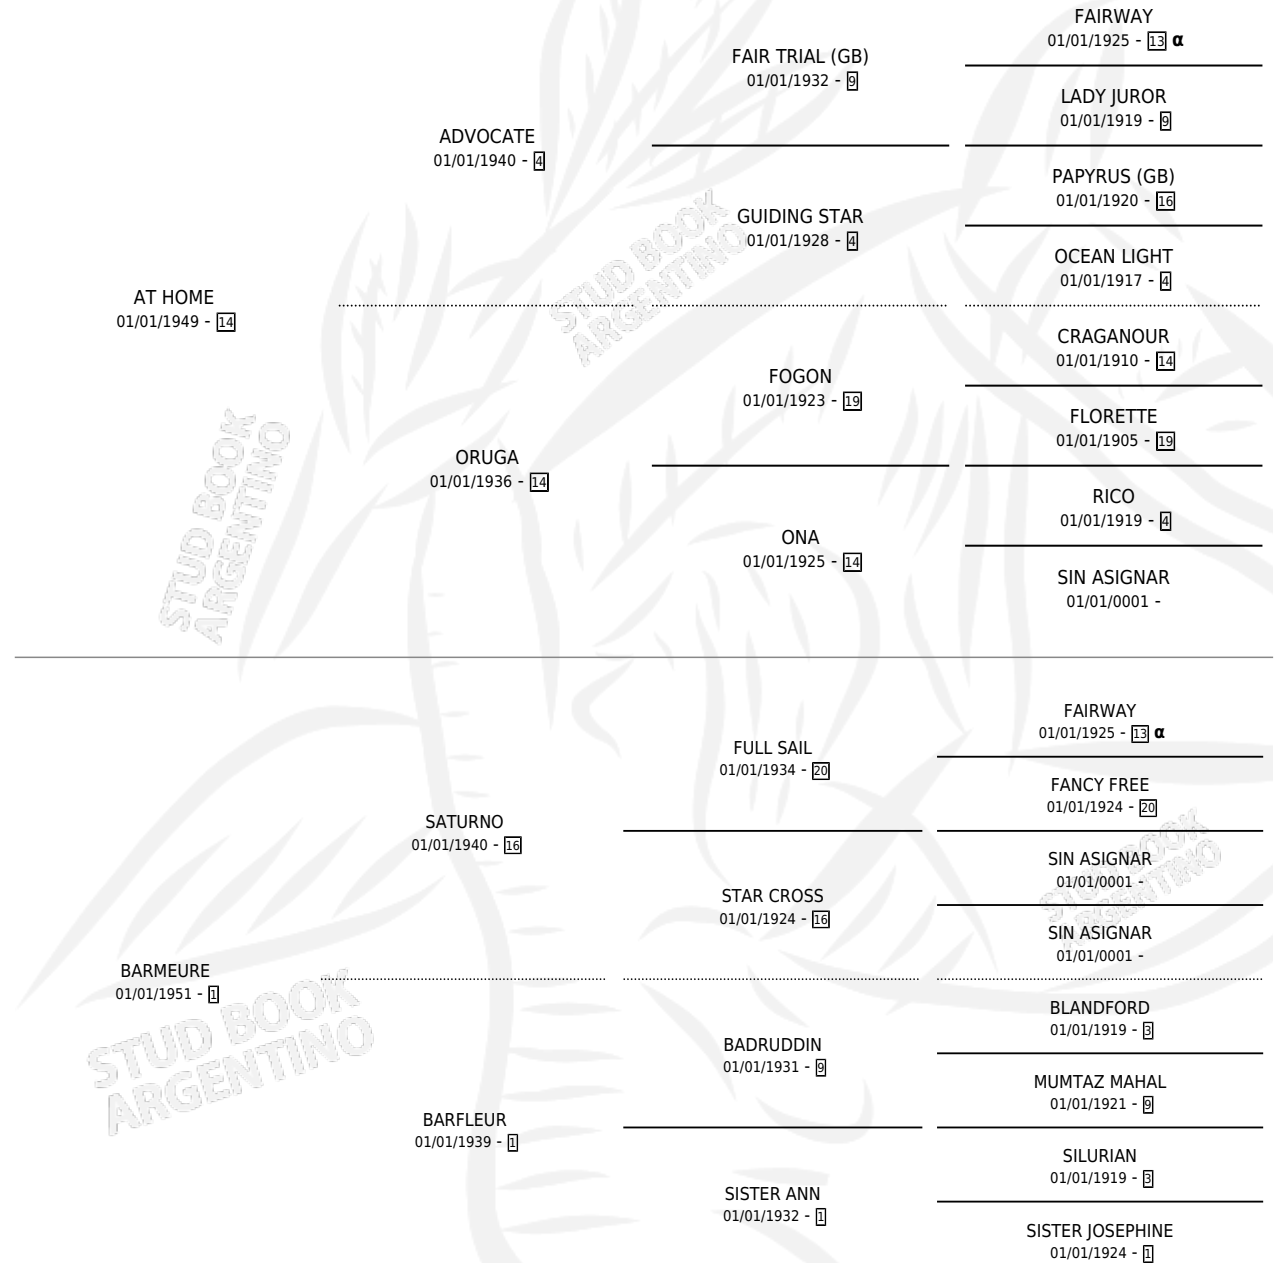 FAIRWAY
01/01/1925 - 13 α
FAIR TRIAL (GB)
01/01/1932 - 9
LADY JUROR
01/01/1919 - 9
ADVOCATE
01/01/1940 - 4
PAPYRUS (GB)
01/01/1920 - 16
GUIDING STAR
01/01/1928 - 4
OCEAN LIGHT
01/01/1917 - 4
AT HOME
01/01/1949 - 14
CRAGANOUR
01/01/1910 - 14
FOGON
01/01/1923 - 19
FLORETTE
01/01/1905 - 19
ORUGA
01/01/1936 - 14
RICO
01/01/1919 - 4
ONA
01/01/1925 - 14
SIN ASIGNAR
01/01/0001 -
STUD BOOK
ARGENTINO
STUD BOOK
ARGENTINO
FAIRWAY
01/01/1925 - 13 α
FULL SAIL
01/01/1934 - 20
FANCY FREE
01/01/1924 - 20
SATURNO
01/01/1940 - 16
SIN ASIGNAR
01/01/0001 -
STAR CROSS
01/01/1924 - 16
SIN ASIGNAR
01/01/0001 -
BARMEURE
01/01/1951 - 1
BLANDFORD
01/01/1919 - 3
BADRUDDIN
01/01/1931 - 9
MUMTAZ MAHAL
01/01/1921 - 9
BARFLEUR
01/01/1939 - 1
SILURIAN
01/01/1919 - 3
SISTER ANN
01/01/1932 - 1
SISTER JOSEPHINE
01/01/1924 - 1
STUD BOOK
ARGENTINO
STUD BOOK
ARGENTINO